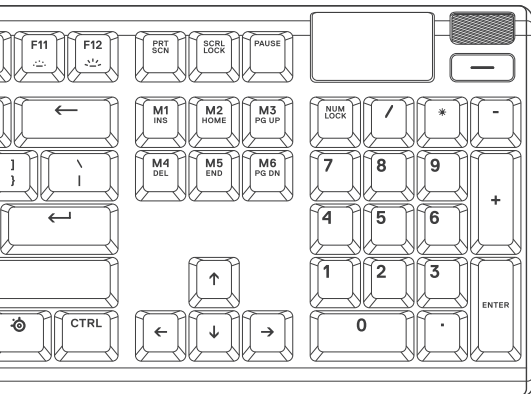 F11 F12 PRT SCN SCRL LOCK PAUSE
M1 INS M2 HOME M3 PG UP NUM LOCK / * -
] } \ | M4 DEL M5 END M6 PG DN 7 8 9 +
4 5 6
1 2 3 ENTER
CTRL 0 .